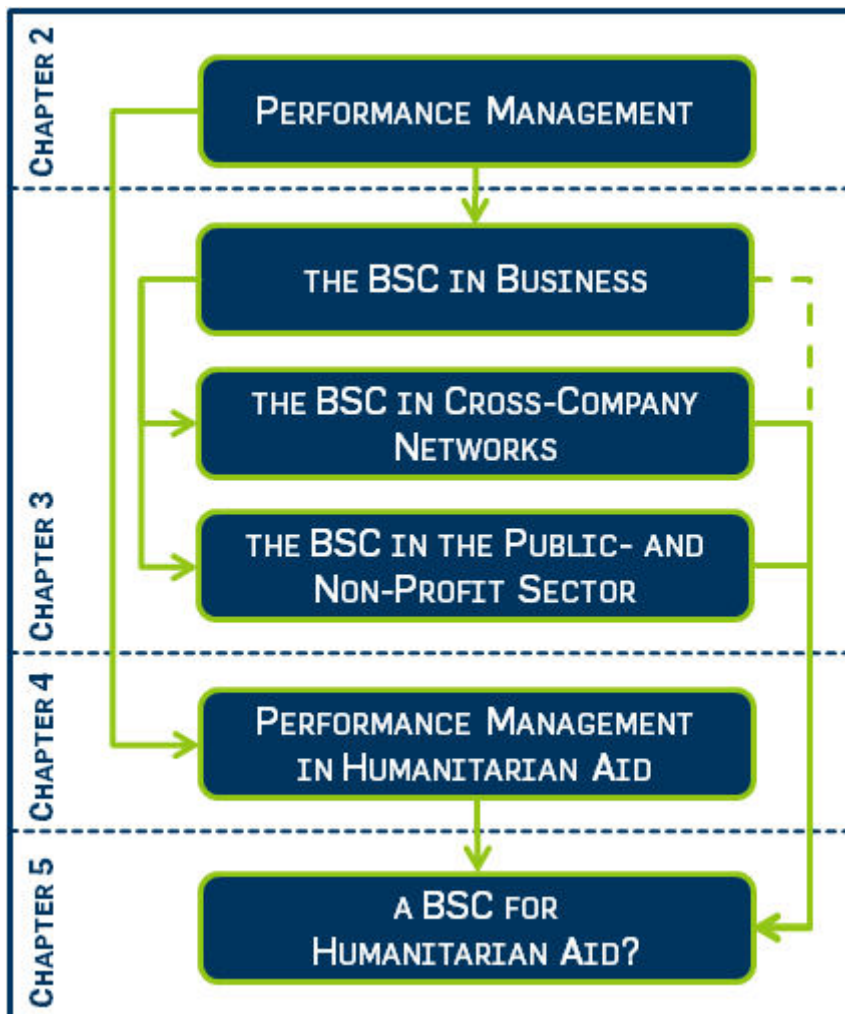 CHAPTER 2
PERFORMANCE MANAGEMENT
CHAPTER 3
THE BSC IN BUSINESS
THE BSC IN CROSS-COMPANY
NETWORKS
THE BSC IN THE PUBLIC- AND
NON-PROFIT SECTOR
CHAPTER 4
PERFORMANCE MANAGEMENT
IN HUMANITARIAN AID
CHAPTER 5
A BSC FOR
HUMANITARIAN AID?